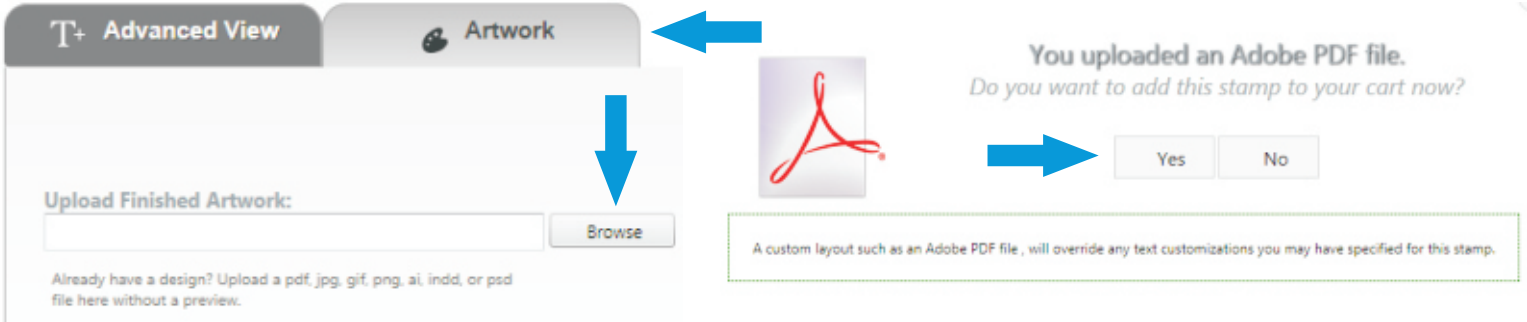 T+ Advanced View
Artwork
Upload Finished Artwork:
Browse
Already have a design? Upload a pdf, jpg, gif, png, ai, indd, or psd
file here without a preview.
You uploaded an Adobe PDF file.
Do you want to add this stamp to your cart now?
Yes No
A custom layout such as an Adobe PDF file , will override any text customizations you may have specified for this stamp.